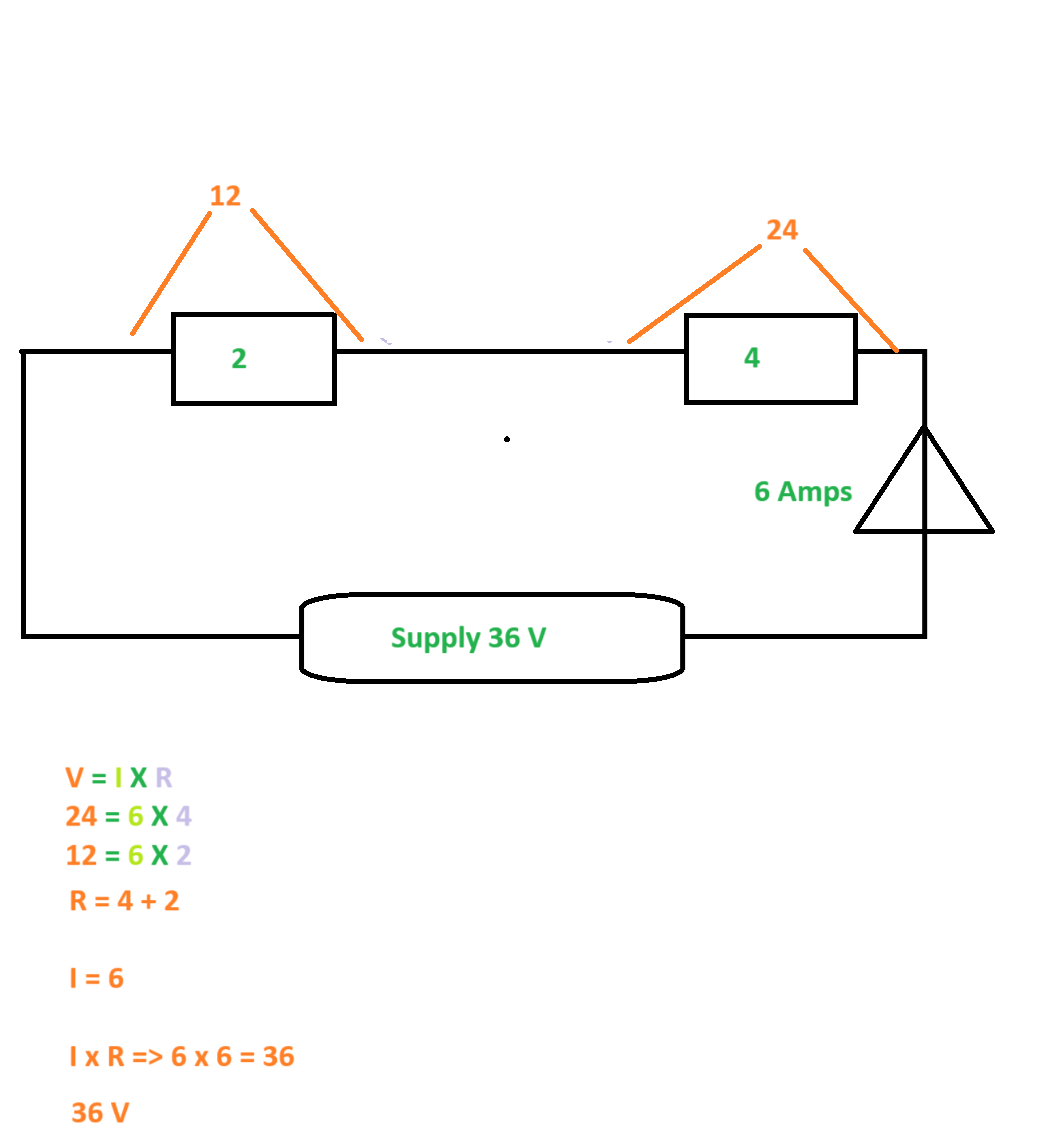 12
24
2
4
6 Amps
Supply 36 V
V = I X R
24 = 6 X 4
12 = 6 X 2
R = 4 + 2
I = 6
I x R => 6 x 6 = 36
36 V